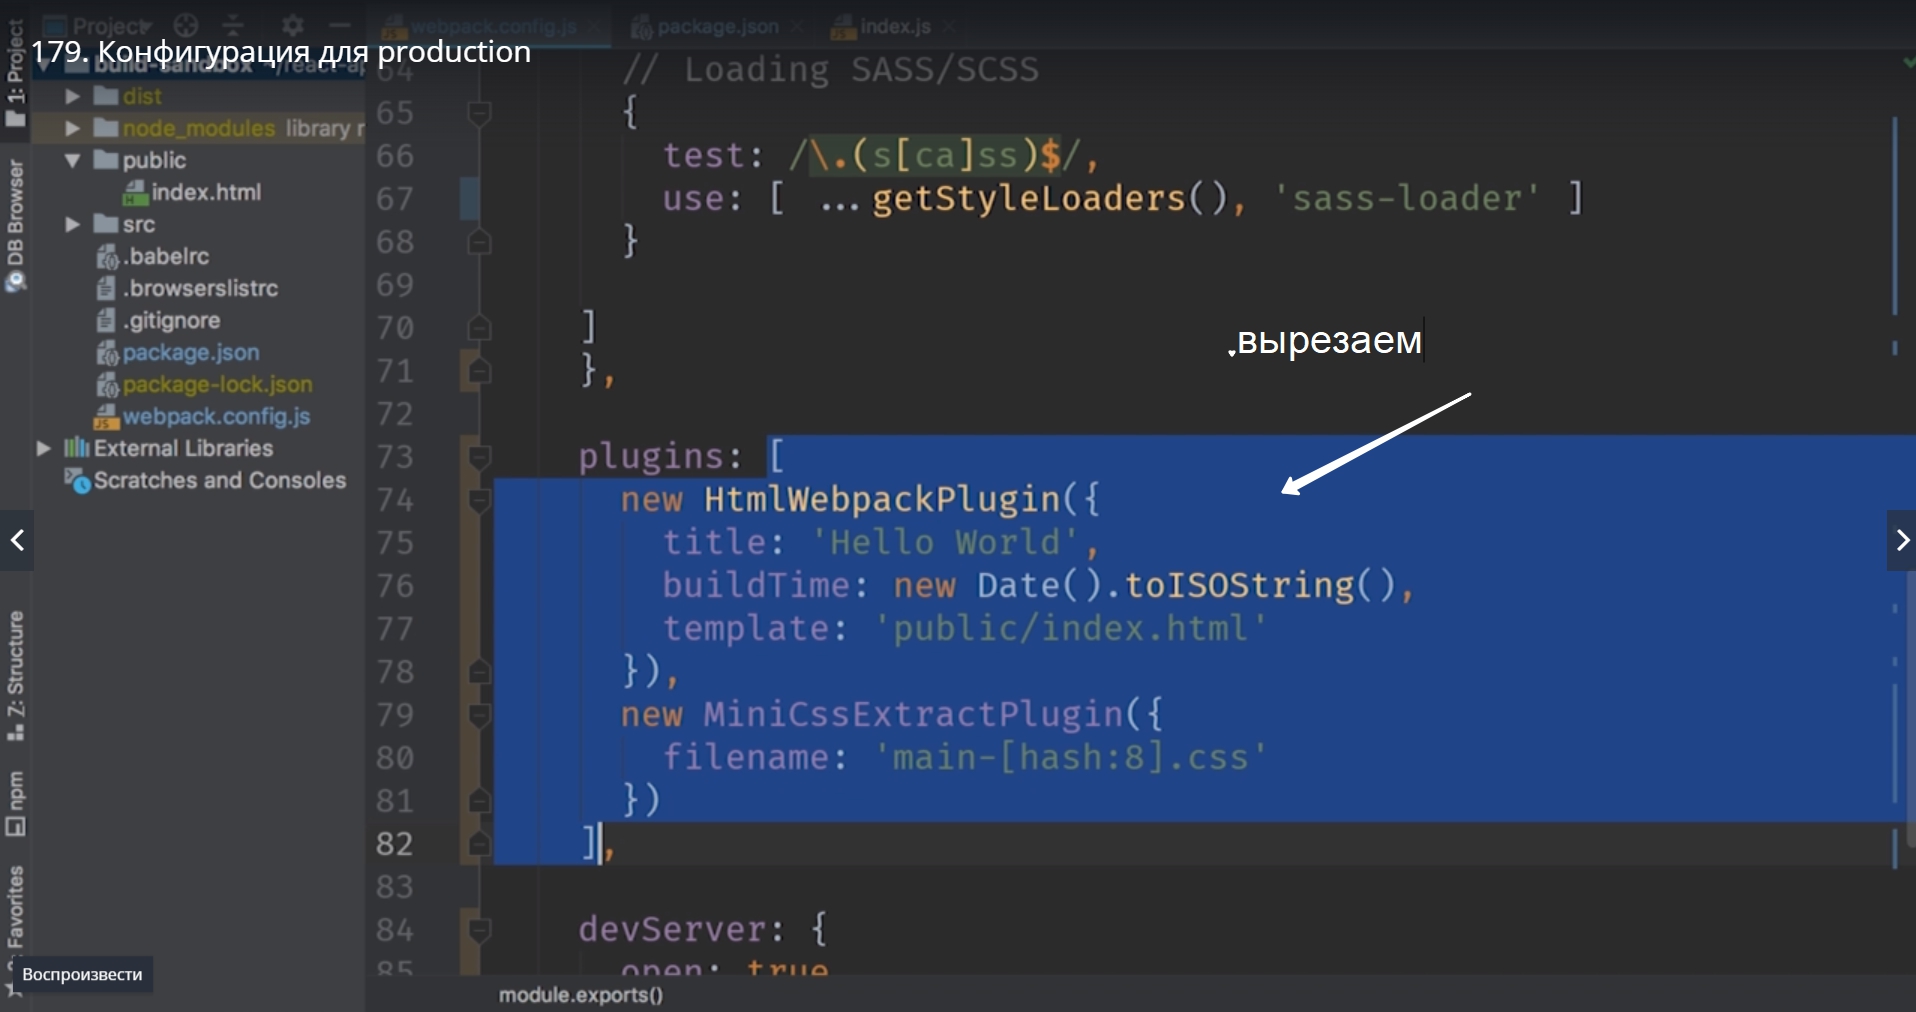 Project
webpack.config.js
package.json
index.js
179. Конфигурация для production
1: Project
build-sandbox ~/react-ap
dist
node_modules library r
public
index.html
src
.babelrc
.browserslistrc
.gitignore
package.json
package-lock.json
webpack.config.js
External Libraries
Scratches and Consoles
DB Browser
Z: Structure
npm
Favorites
Воспроизвести
64 // Loading SASS/SCSS
65 {
66 test: /\.(s[ca]ss)$/,
67 use: [ ...getStyleLoaders(), 'sass-loader' ]
68 }
69
70 ]
71 },
72
73 plugins: [
74 new HtmlWebpackPlugin({
75 title: 'Hello World',
76 buildTime: new Date().toISOString(),
77 template: 'public/index.html'
78 }),
79 new MiniCssExtractPlugin({
80 filename: 'main-[hash:8].css'
81 })
82 ],
83
84 devServer: {
85 open: true
вырезаем
module.exports()